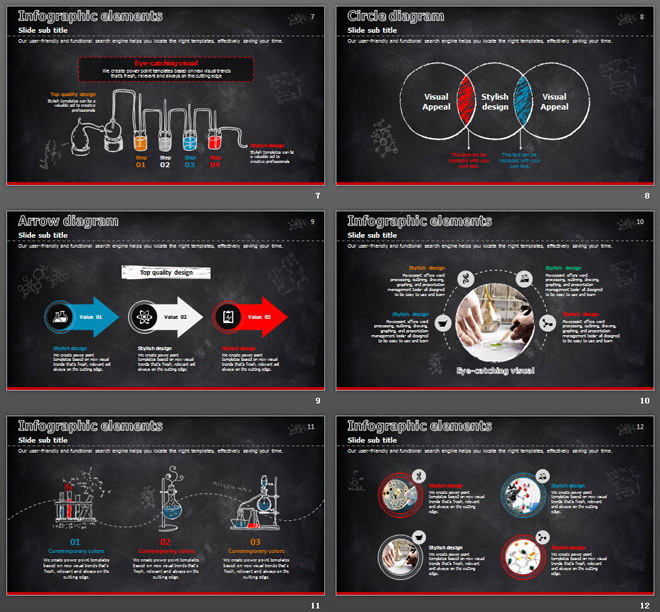 Infographic elements
7
Slide sub title
Our user-friendly and functional search engine helps you locate the right templates, effectively saving your time.
Eye-catching visual
We create power point templates based on new visual trends
that's fresh, relevant and always on the cutting edge
Top quality design
Stylish templates can be a
valuable aid to creative
professionals
Step
01
Step
02
Step
03
Step
04
Stylish design
Stylish templates can be
a valuable aid to
creative professionals
7
Circle diagram
8
Slide sub title
Our user-friendly and functional search engine helps you locate the right templates, effectively saving your time.
Visual
Appeal
Stylish
design
Visual
Appeal
This text can be
replaced with your
own text.
This text can be
replaced with your
own text.
8
Arrow diagram
9
Slide sub title
Our user-friendly and functional search engine helps you locate the right templates, effectively saving your time.
Top quality design
Value 01
Value 02
Value 03
Stylish design
We create power point
templates based on new visual
trends that's fresh, relevant and
always on the cutting edge.
Stylish design
We create power point
templates based on new visual
trends that's fresh, relevant and
always on the cutting edge.
Stylish design
We create power point
templates based on new visual
trends that's fresh, relevant and
always on the cutting edge.
9
Infographic elements
10
Slide sub title
Our user-friendly and functional search engine helps you locate the right templates, effectively saving your time.
Stylish design
Powerpoint offers word
processing, outlining, drawing,
graphing, and presentation
management tools all designed
to be easy to use and learn
Stylish design
Powerpoint offers word
processing, outlining, drawing,
graphing, and presentation
management tools all designed
to be easy to use and learn
Stylish design
Powerpoint offers word
processing, outlining, drawing,
graphing, and presentation
management tools all designed
to be easy to use and learn
Stylish design
Powerpoint offers word
processing, outlining, drawing,
graphing, and presentation
management tools all designed
to be easy to use and learn
Eye-catching visual
10
Infographic elements
11
Slide sub title
Our user-friendly and functional search engine helps you locate the right templates, effectively saving your time.
01
Contemporary colors
We create power point templates
based on new visual trends that's
fresh, relevant and always on the
cutting edge.
02
Contemporary colors
We create power point templates
based on new visual trends that's
fresh, relevant and always on the
cutting edge.
03
Contemporary colors
We create power point templates
based on new visual trends that's
fresh, relevant and always on the
cutting edge.
11
Infographic elements
12
Slide sub title
Our user-friendly and functional search engine helps you locate the right templates, effectively saving your time.
Stylish design
We create power point
templates based on new visual
trends that's fresh, relevant
and always on the cutting
edge.
Stylish design
We create power point
templates based on new visual
trends that's fresh, relevant
and always on the cutting
edge.
Stylish design
We create power point
templates based on new visual
trends that's fresh, relevant
and always on the cutting
edge.
Stylish design
We create power point
templates based on new visual
trends that's fresh, relevant
and always on the cutting
edge.
12